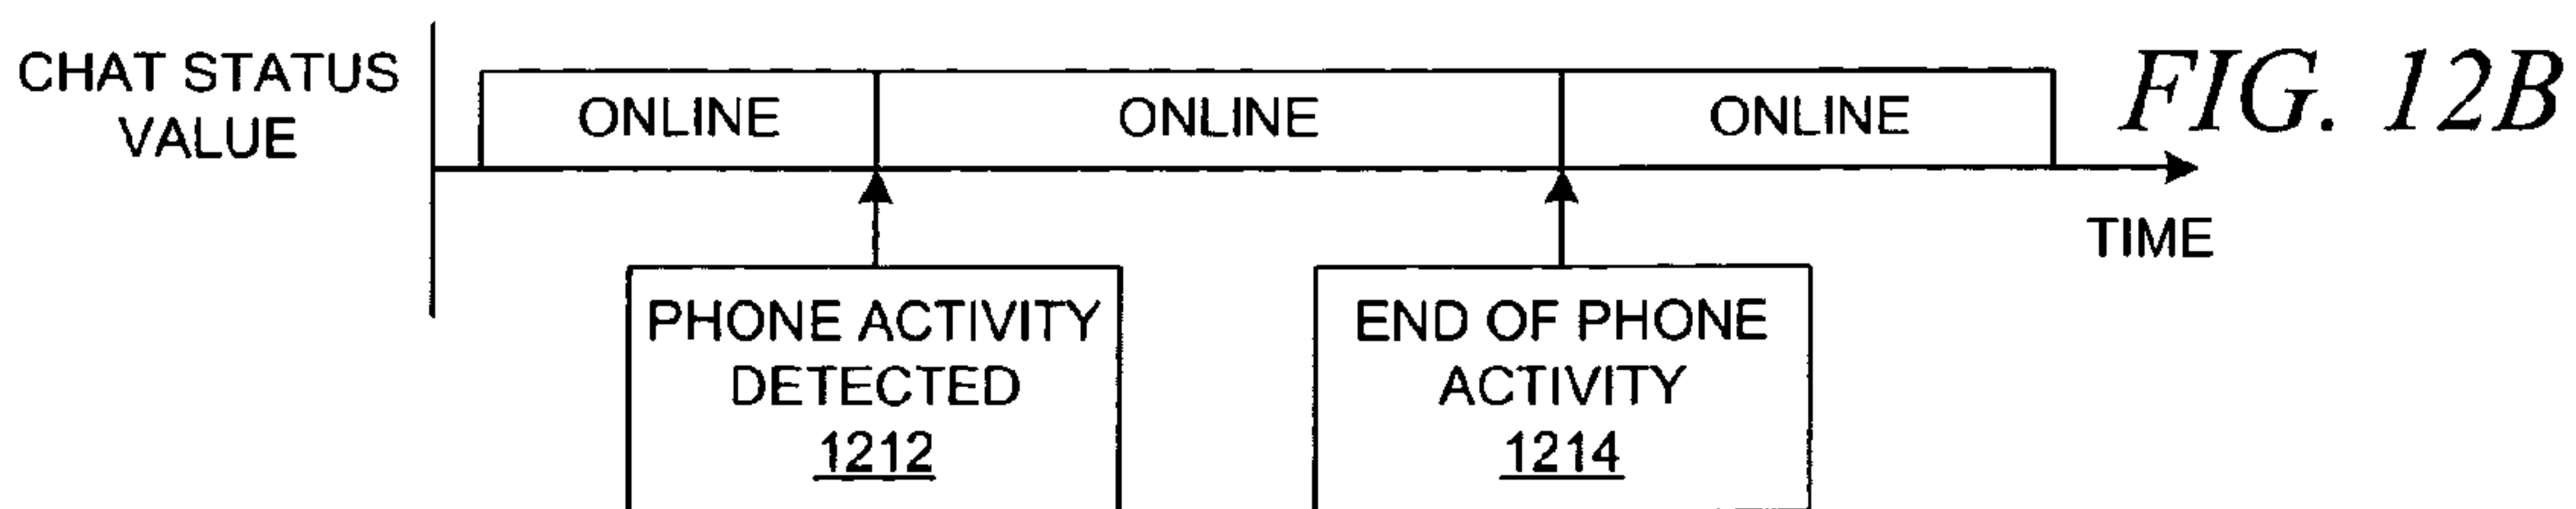 CHAT STATUS
VALUE
ONLINE
ONLINE
ONLINE
FIG. 12B
TIME
PHONE ACTIVITY
DETECTED
1212
END OF PHONE
ACTIVITY
1214